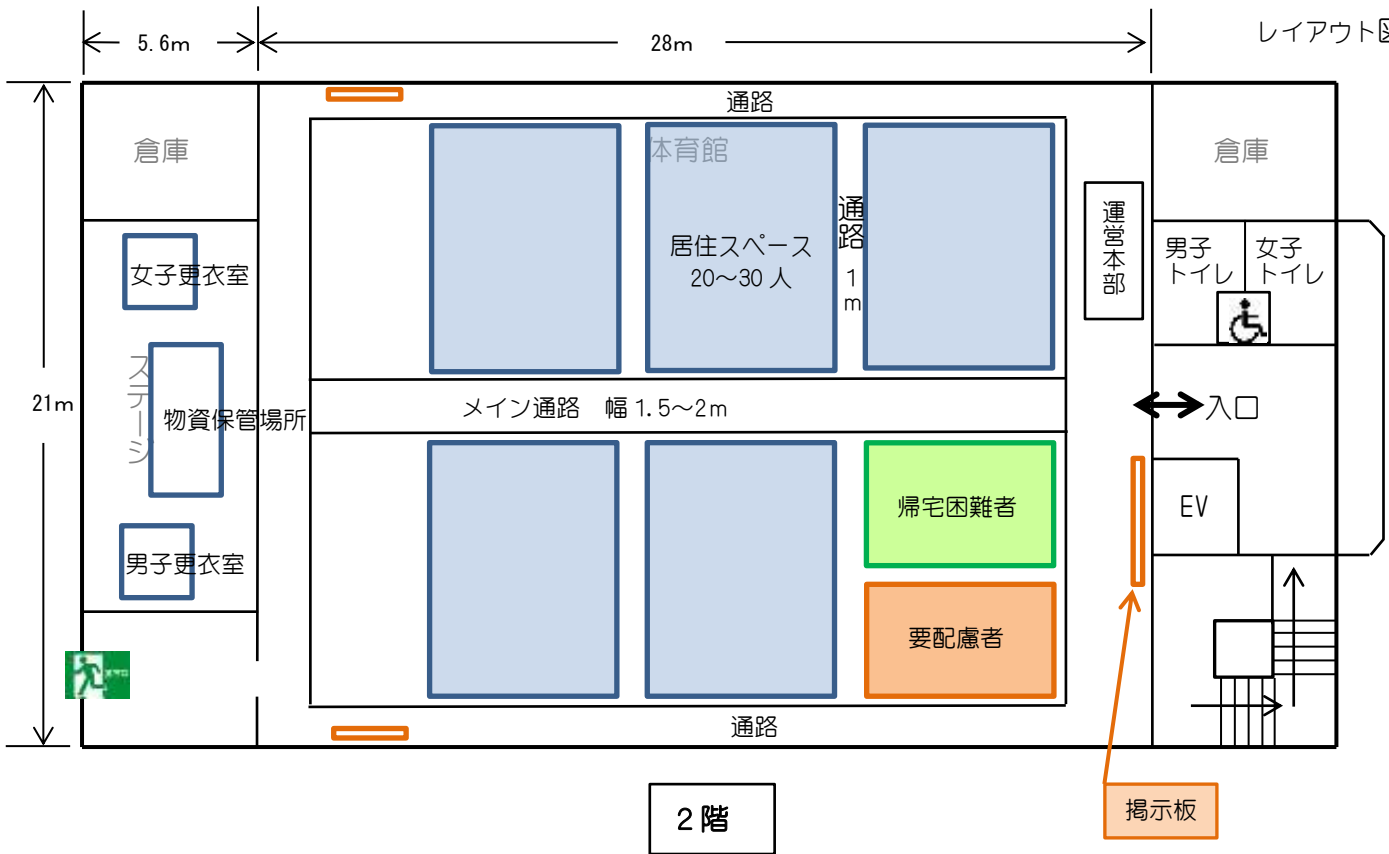 5.6m
28m
レイアウト図
通路
倉庫
体育館
倉庫
通路 1m
運営本部
居住スペース
20～30 人
男子
トイレ
女子
トイレ
女子更衣室
ステージ
21m
物資保管場所
メイン通路 幅 1.5～2m
入口
帰宅困難者
EV
男子更衣室
要配慮者
通路
２階
掲示板